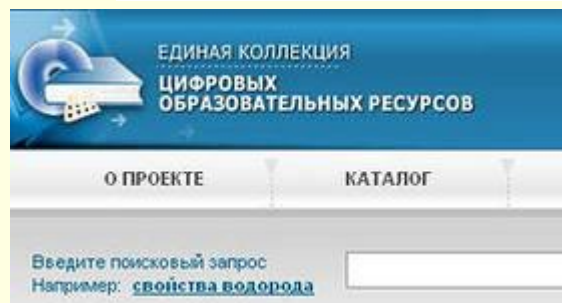 ЕДИНАЯ КОЛЛЕКЦИЯ
ЦИФРОВЫХ
ОБРАЗОВАТЕЛЬНЫХ РЕСУРСОВ
О ПРОЕКТЕ КАТАЛОГ
Введите поисковый запрос
Например: свойства водорода